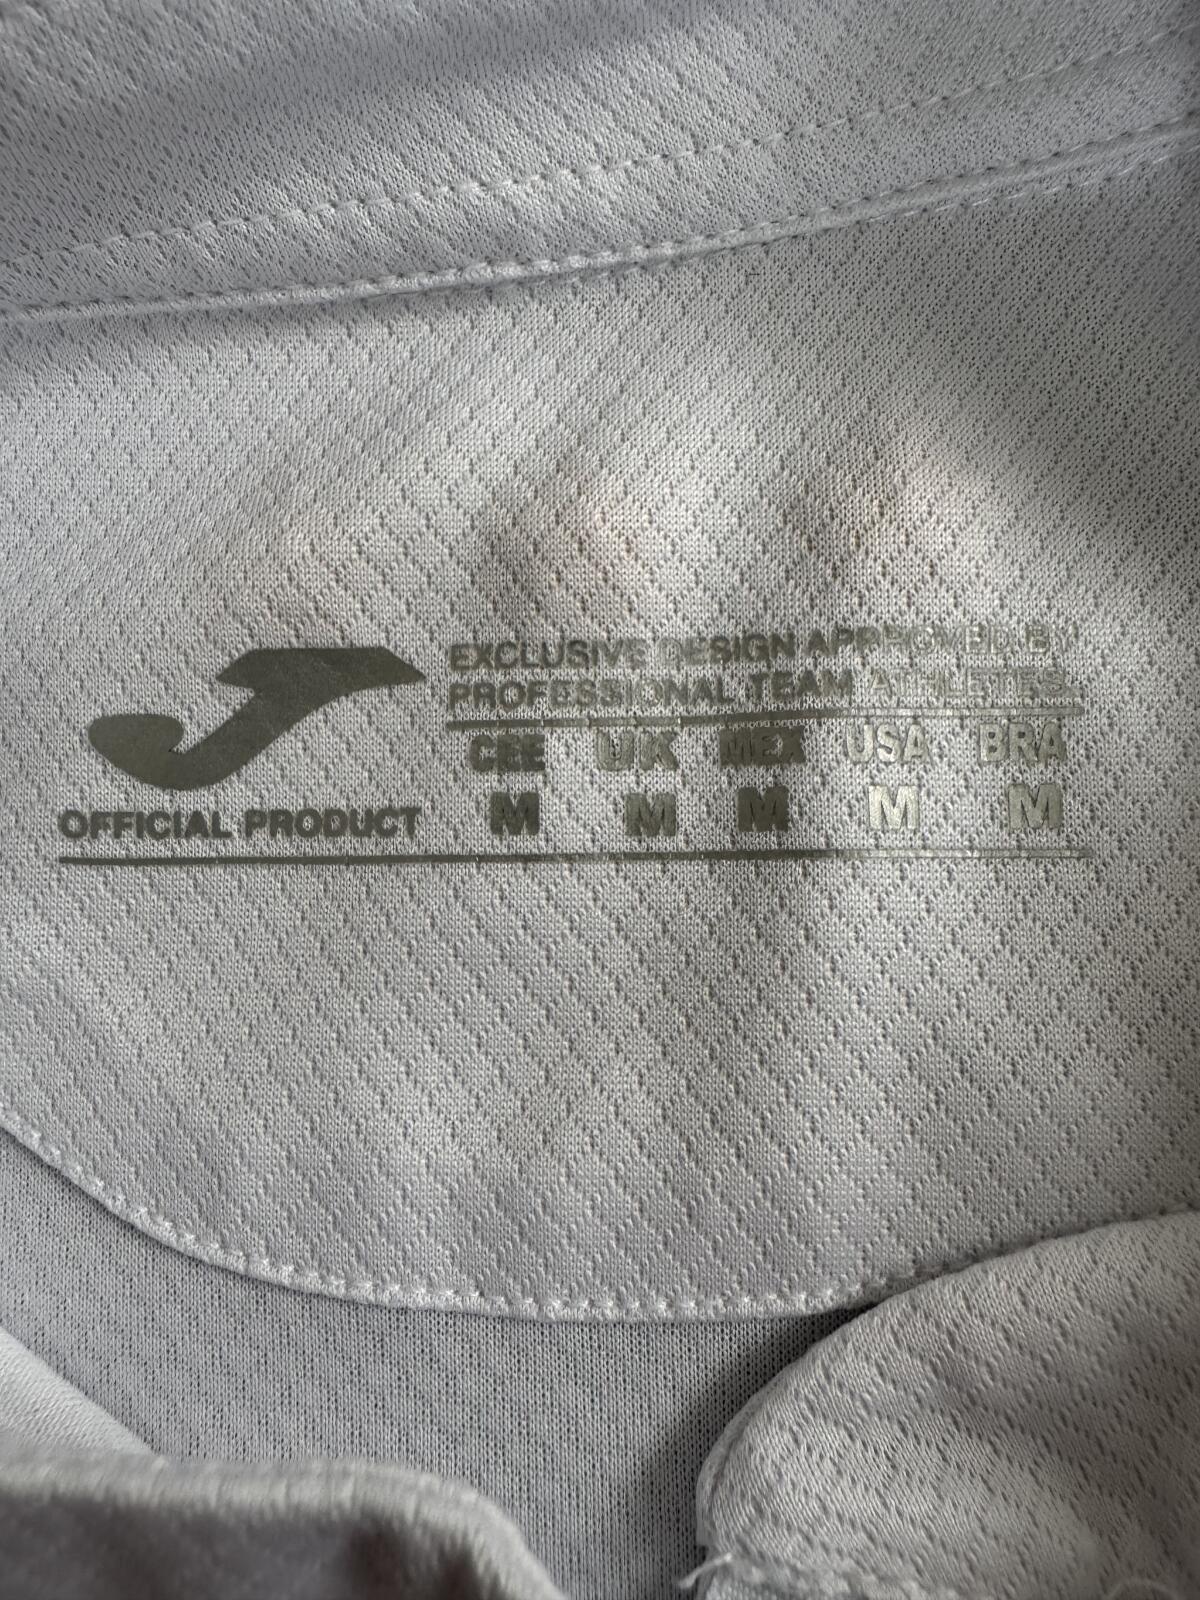 EXCLUSIVE DESIGN APPROVED BY
PROFESSIONAL TEAM ATHLETES.
CEE UK MEX USA BRA
M M M M M
OFFICIAL PRODUCT